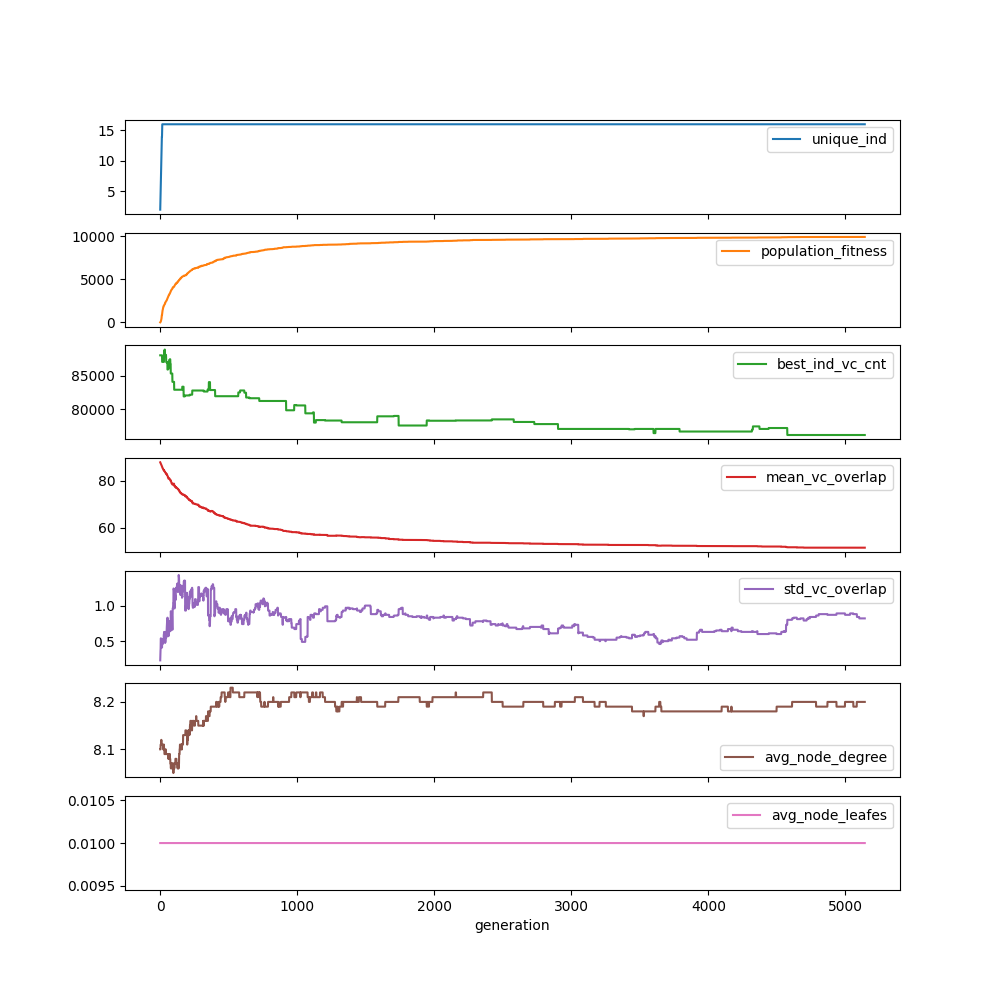 15
10
5
unique_ind
10000
5000
0
population_fitness
85000
80000
best_ind_vc_cnt
80
60
mean_vc_overlap
1.0
0.5
std_vc_overlap
8.2
8.1
avg_node_degree
0.0105
0.0100
0.0095
avg_node_leafes
0 1000 2000 3000 4000 5000
generation